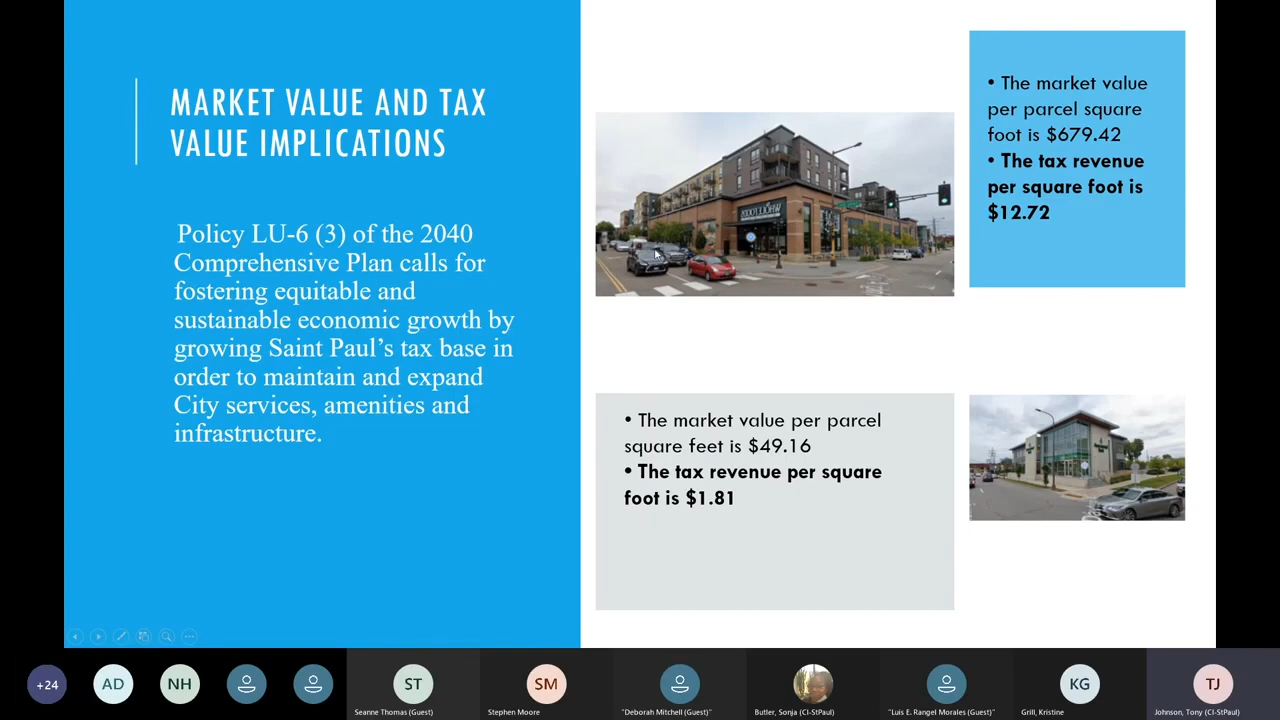 MARKET VALUE AND TAX
VALUE IMPLICATIONS
Policy LU-6 (3) of the 2040
Comprehensive Plan calls for
fostering equitable and
sustainable economic growth by
growing Saint Paul’s tax base in
order to maintain and expand
City services, amenities and
infrastructure.
• The market value
per parcel square
foot is $679.42
• The tax revenue
per square foot is
$12.72
• The market value per parcel
square feet is $49.16
• The tax revenue per square
foot is $1.81
+24
AD
NH
ST
Seanne Thomas (Guest)
SM
Stephen Moore
"Deborah Mitchell (Guest)"
Butler, Sonja (CI-StPaul)
"Luis E. Rangel Morales (Guest)"
KG
Grill, Kristine
TJ
Johnson, Tony (CI-StPaul)